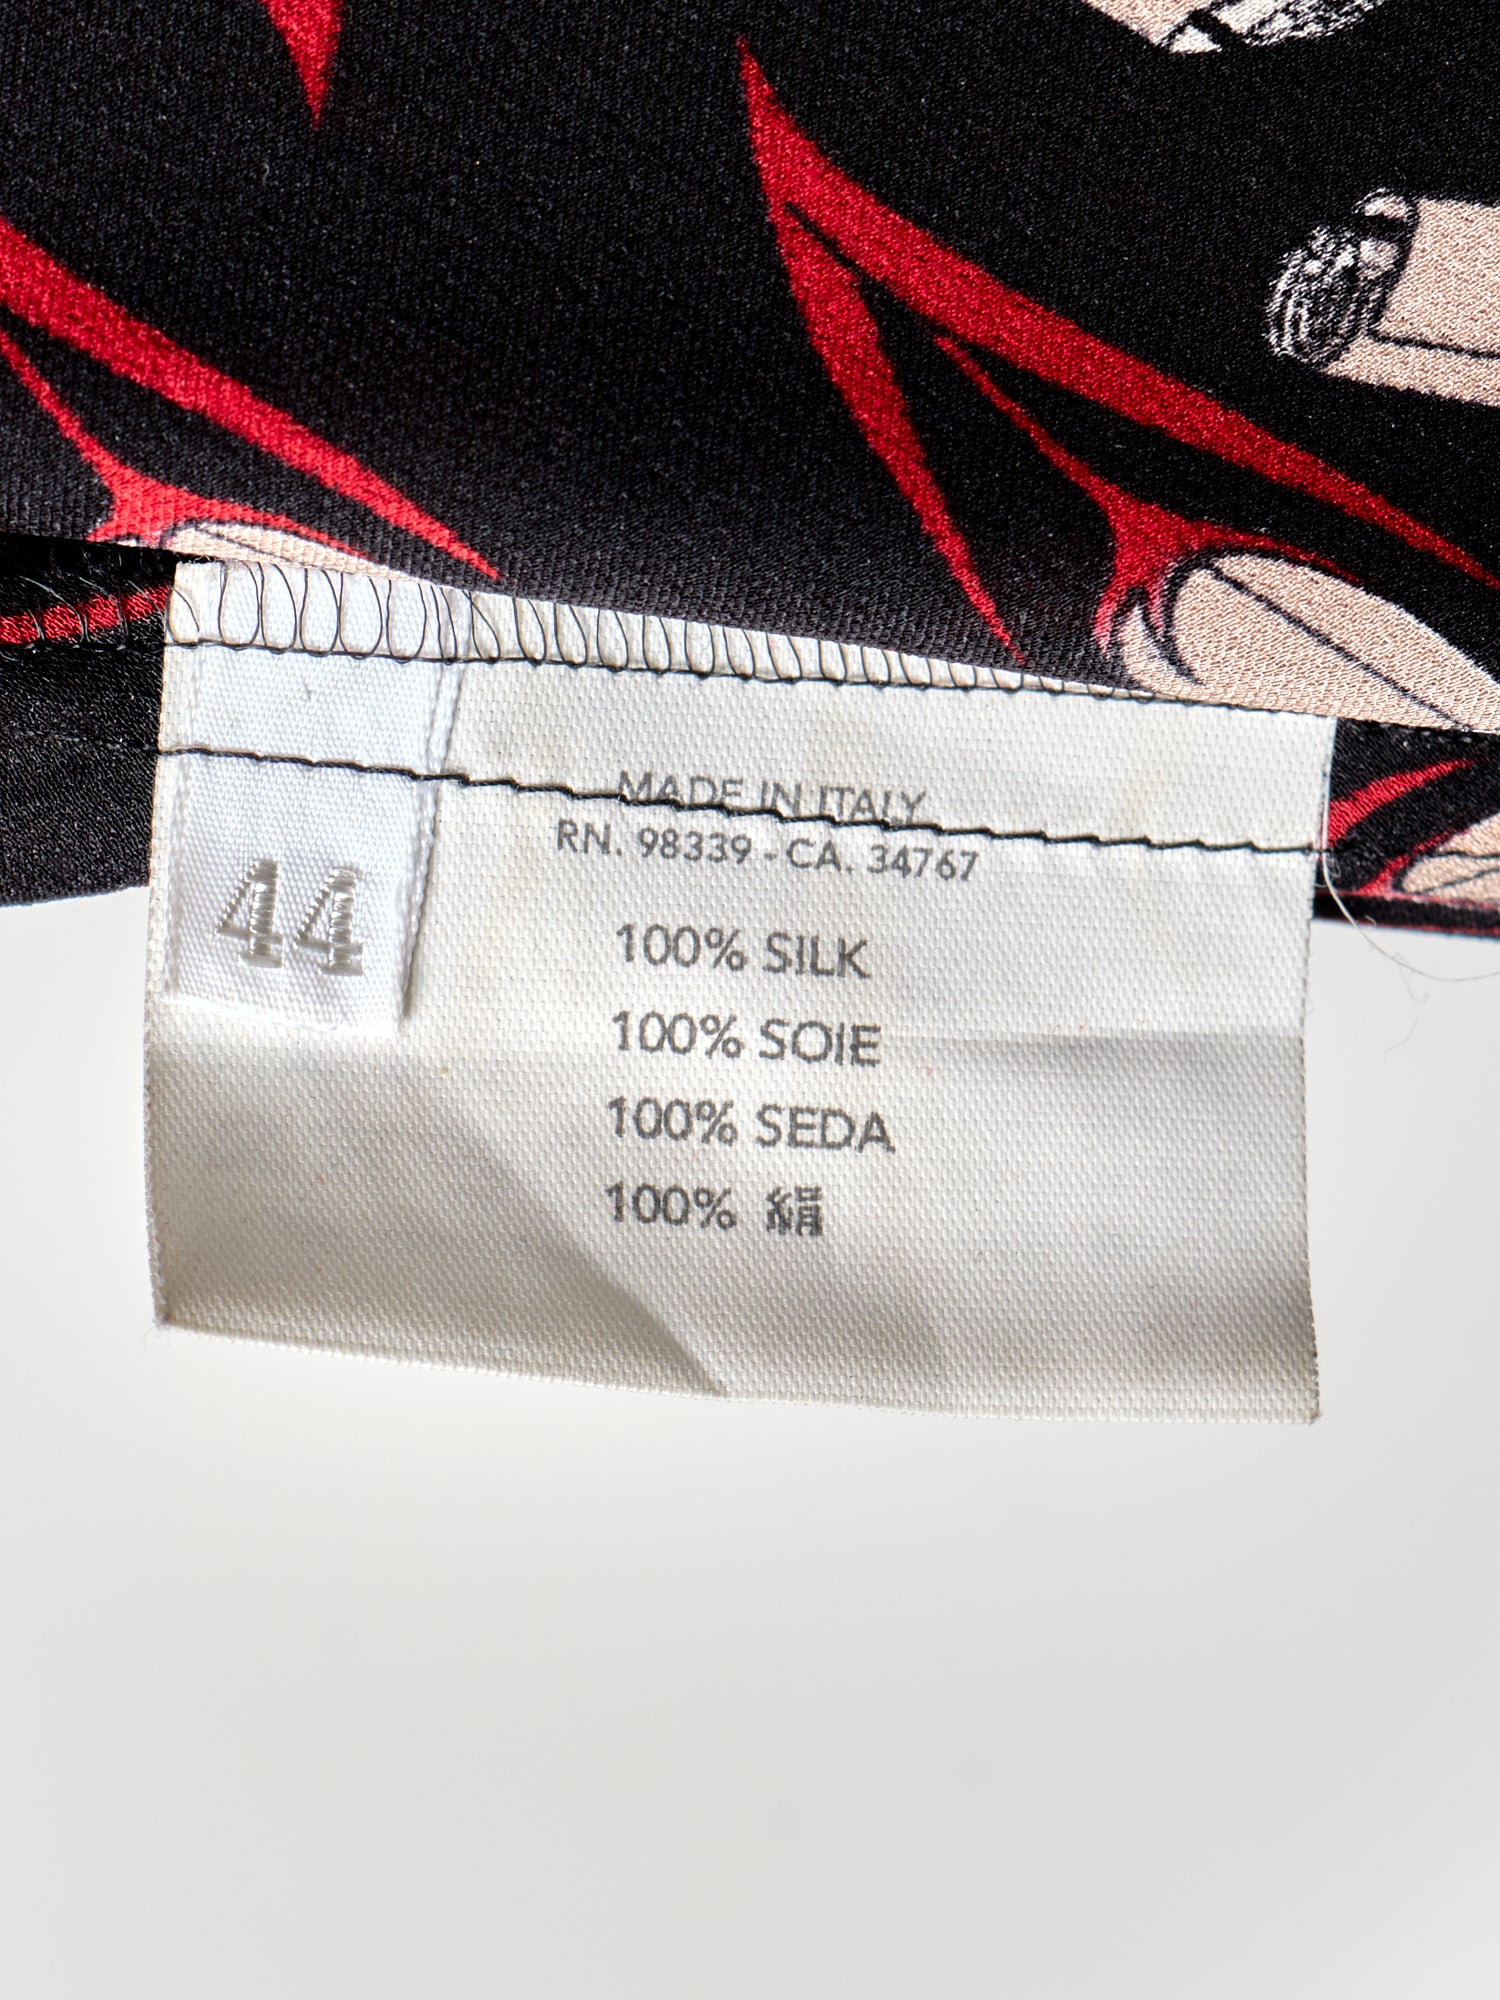 44
MADE IN ITALY
RN. 98339 - CA. 34767
100% SILK
100% SOIE
100% SEDA
100% 絹